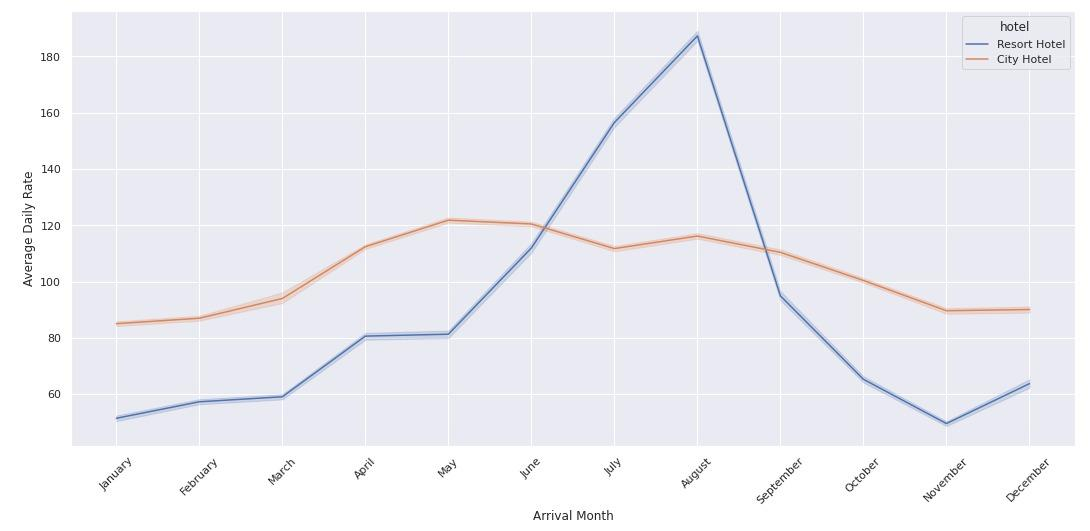 hotel
Resort Hotel
City Hotel
Average Daily Rate
180
160
140
120
100
80
60
January
February
March
April
May
June
July
August
September
October
November
December
Arrival Month